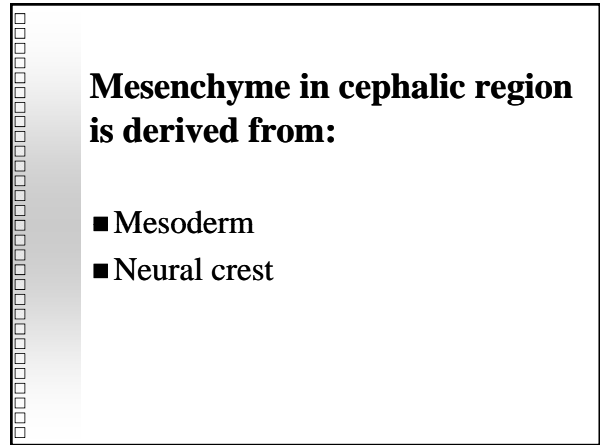 Mesenchyme in cephalic region
is derived from:
■ Mesoderm
■ Neural crest